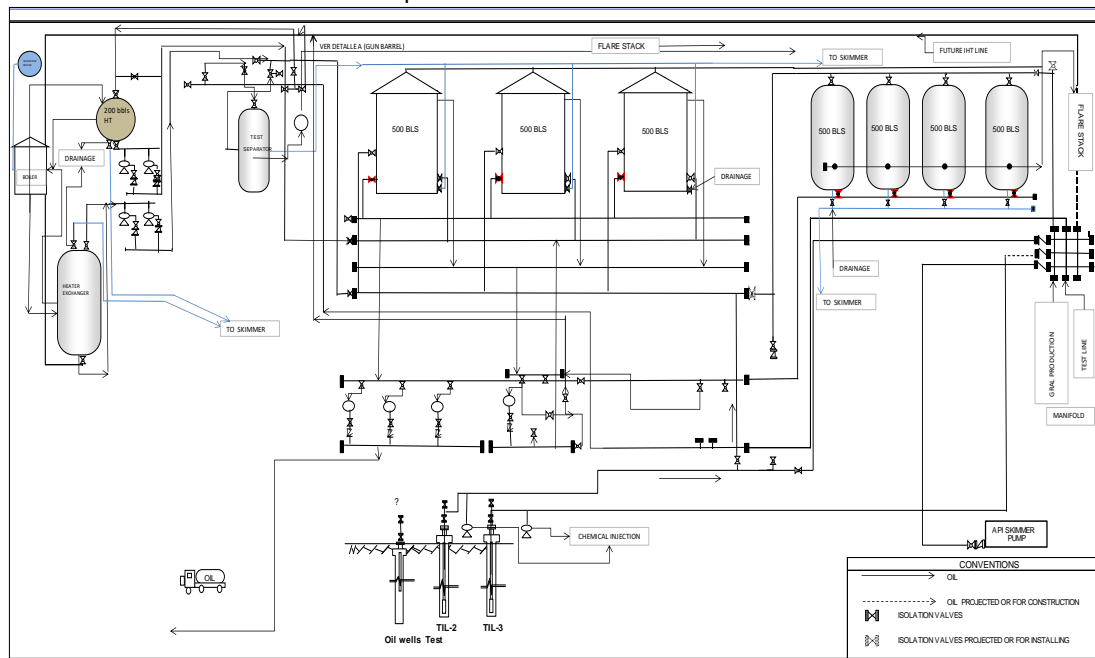 VER DETALLE A (GUN BARREL)
FLARE STACK
TO SKIMMER
FUTURE IHT LINE
200 bbls
HT
500 BLS
500 BLS
500 BLS
500 BLS
500 BLS
500 BLS
500 BLS
FLARE STACK
TEST
SEPARATOR
DRAINAGE
BOILER
DRAINAGE
HEATER
EXCHANGER
DRAINAGE
TO SKIMMER
TO SKIMMER
GRAL PRODUCTION
TEST LINE
MANIFOLD
?
CHEMICAL INJECTION
API SKIMMER
PUMP
OIL
TIL-2
TIL-3
Oil wells Test
CONVENTIONS
OIL
OIL PROJECTED OR FOR CONSTRUCTION
ISOLATION VALVES
ISOLATION VALVES PROJECTED OR FOR INSTALLING